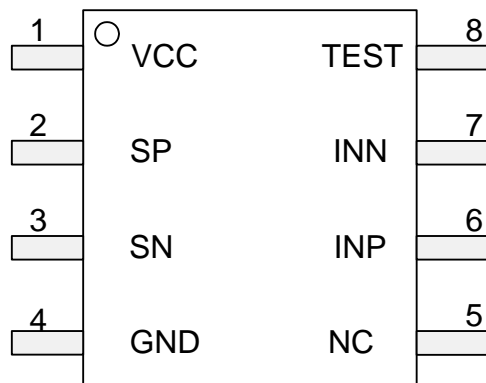 1 VCC TEST 8
2 SP INN 7
3 SN INP 6
4 GND NC 5